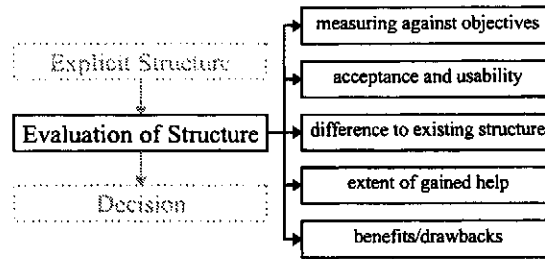 Explicit Structure
Evaluation of Structure
Decision
measuring against objectives
acceptance and usability
difference to existing structure
extent of gained help
benefits/drawbacks